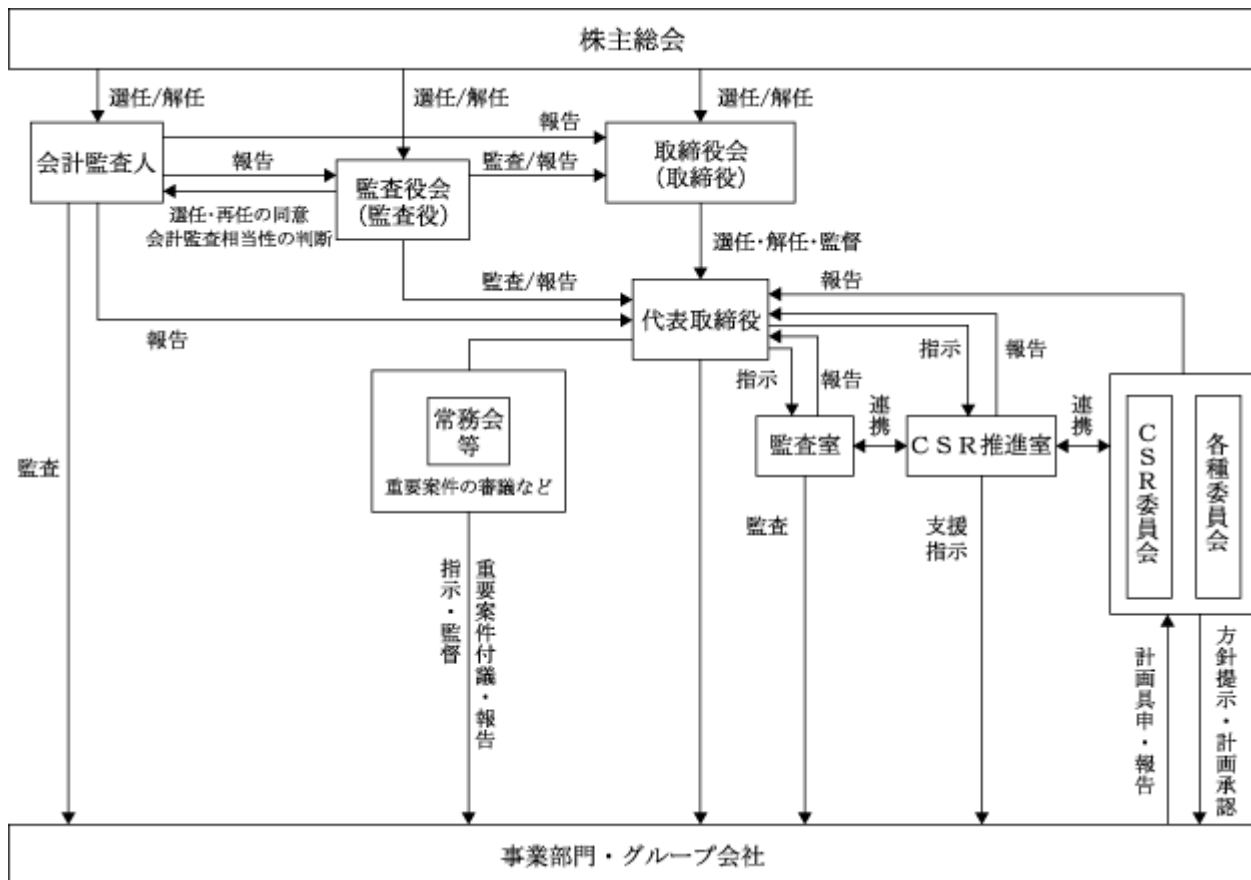 株主総会
選任/解任
選任/解任
選任/解任
会計監査人
報告
取締役会
(取締役)
報告
監査役会
(監査役)
監査/報告
選任・再任の同意
会計監査相当性の判断
選任・解任・監督
監査/報告
報告
代表取締役
報告
指示
報告
指示
報告
常務会
等
重要案件の審議など
監査室
連携
CSR推進室
連携
CSR委員会
各種委員会
監査
監査
支援
指示
指示・監督
重要案件付議・報告
計画具申・報告
方針提示・計画承認
事業部門・グループ会社